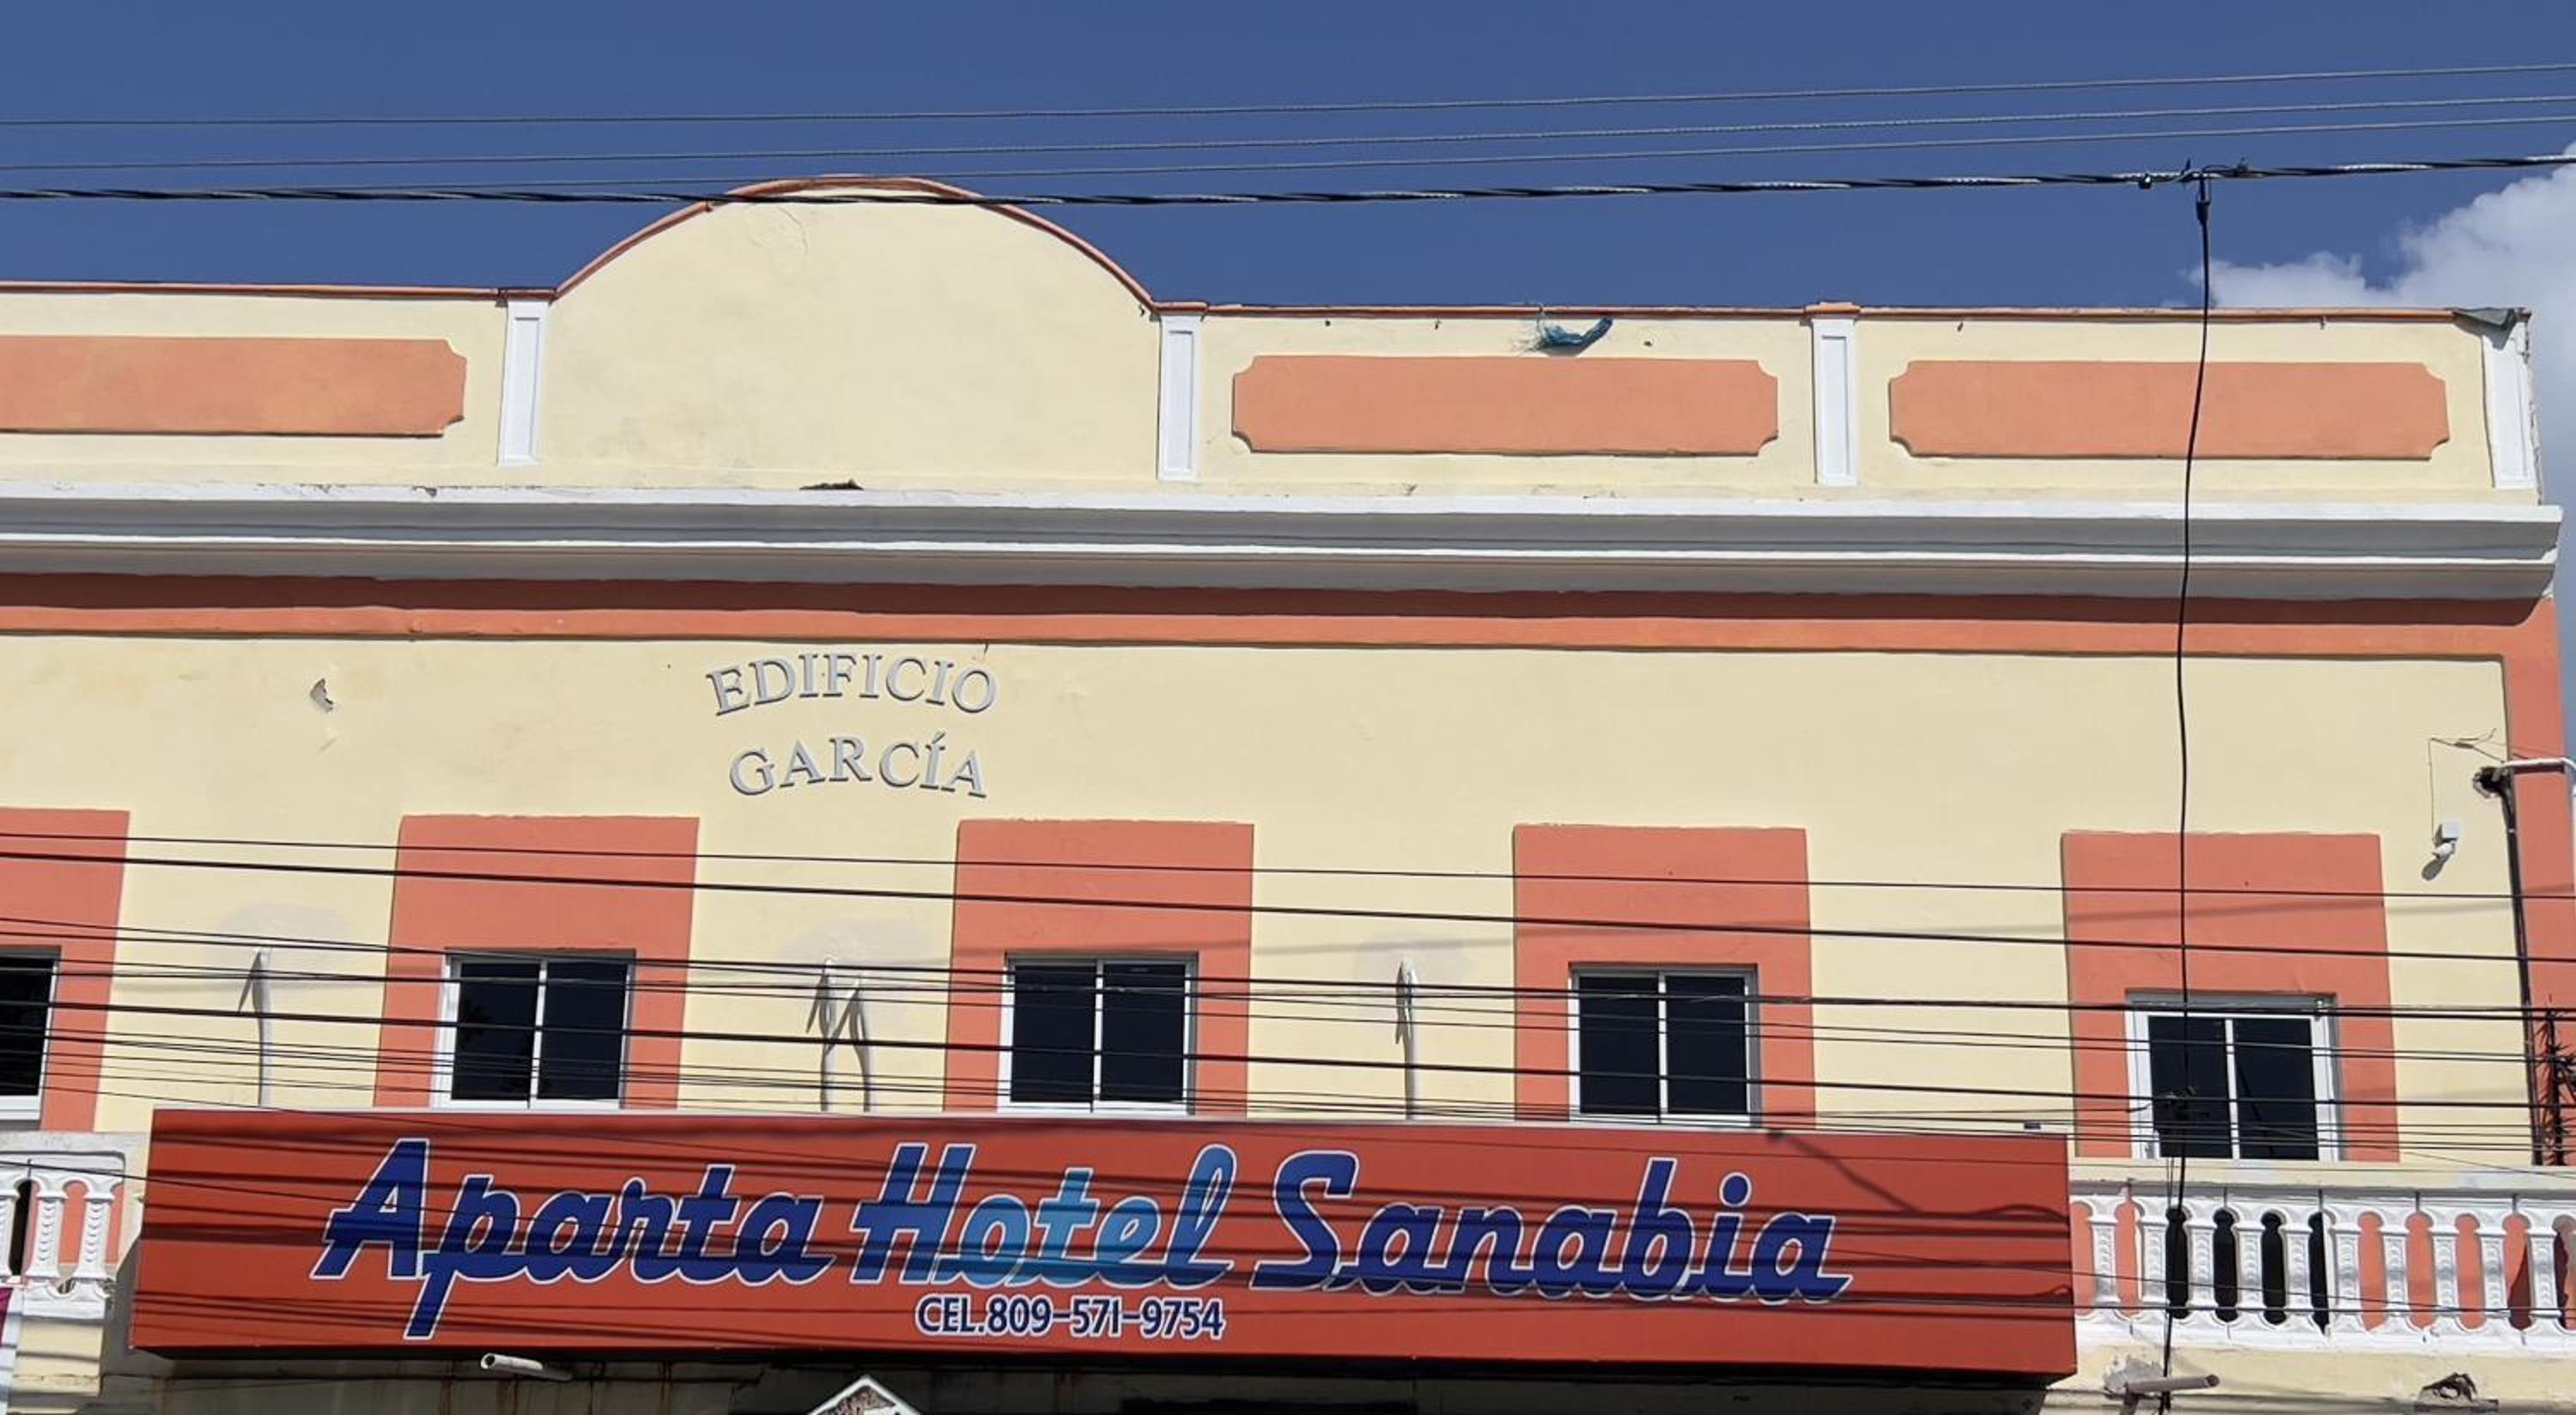 EDIFICIO
GARCÍA
Aparta Hotel Sanabia
CEL.809-571-9754